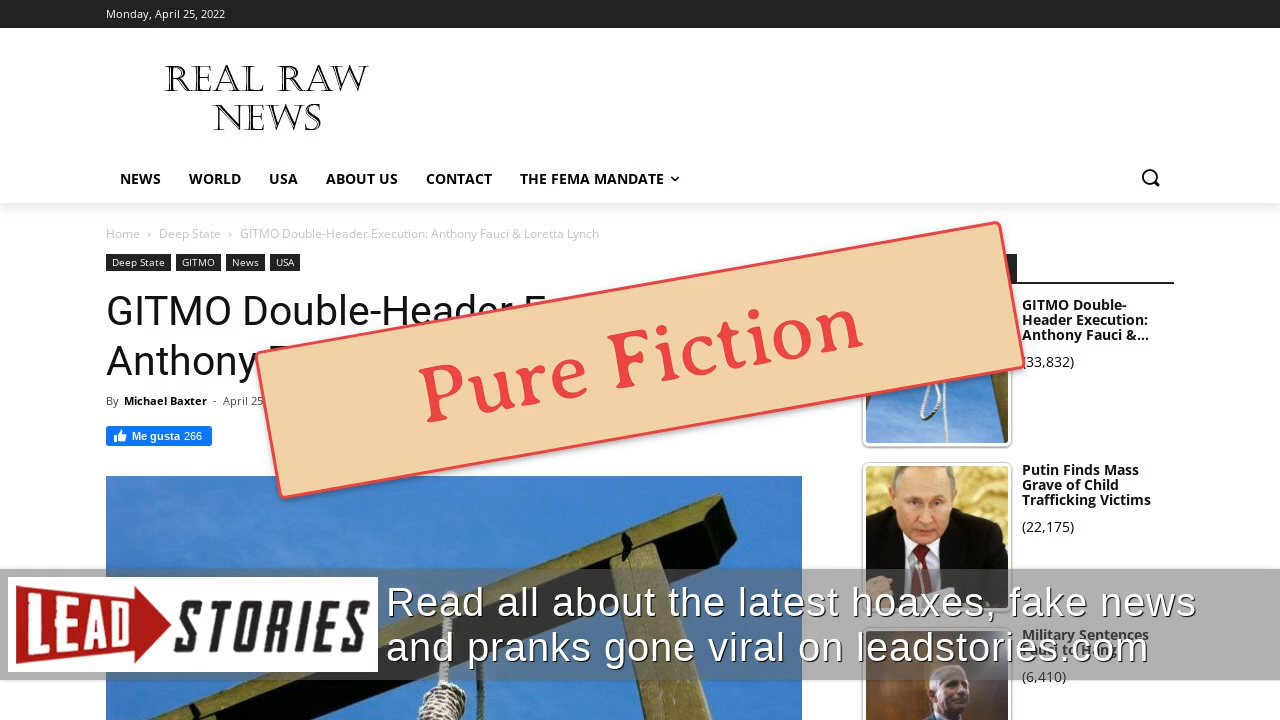 Monday, April 25, 2022
REAL RAW
NEWS
NEWS WORLD USA ABOUT US CONTACT THE FEMA MANDATE
Home › Deep State › GITMO Double-Header Execution: Anthony Fauci & Loretta Lynch
Deep State GITMO News USA
GITMO Double-Header
Anthony
By Michael Baxter - April 25
Me gusta 266
Pure Fiction
GITMO Double-
Header Execution:
Anthony Fauci &...
(33,832)
Putin Finds Mass
Grave of Child
Trafficking Victims
(22,175)
LEAD STORIES
Read all about the latest hoaxes, fake news
and pranks gone viral on leadstories.com
Military Sentences
Fauci to Hang
(6,410)